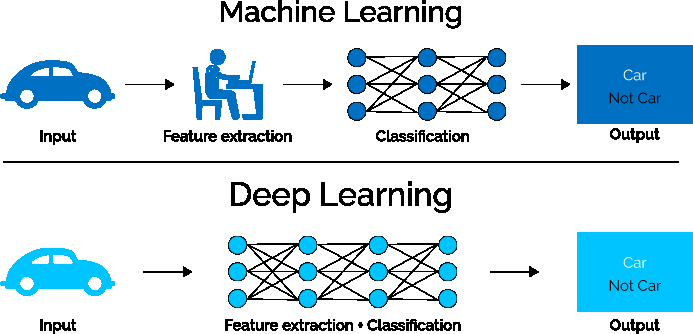 Machine Learning
Input
Feature extraction
Classification
Car
Not Car
Output
Deep Learning
Input
Feature extraction + Classification
Car
Not Car
Output